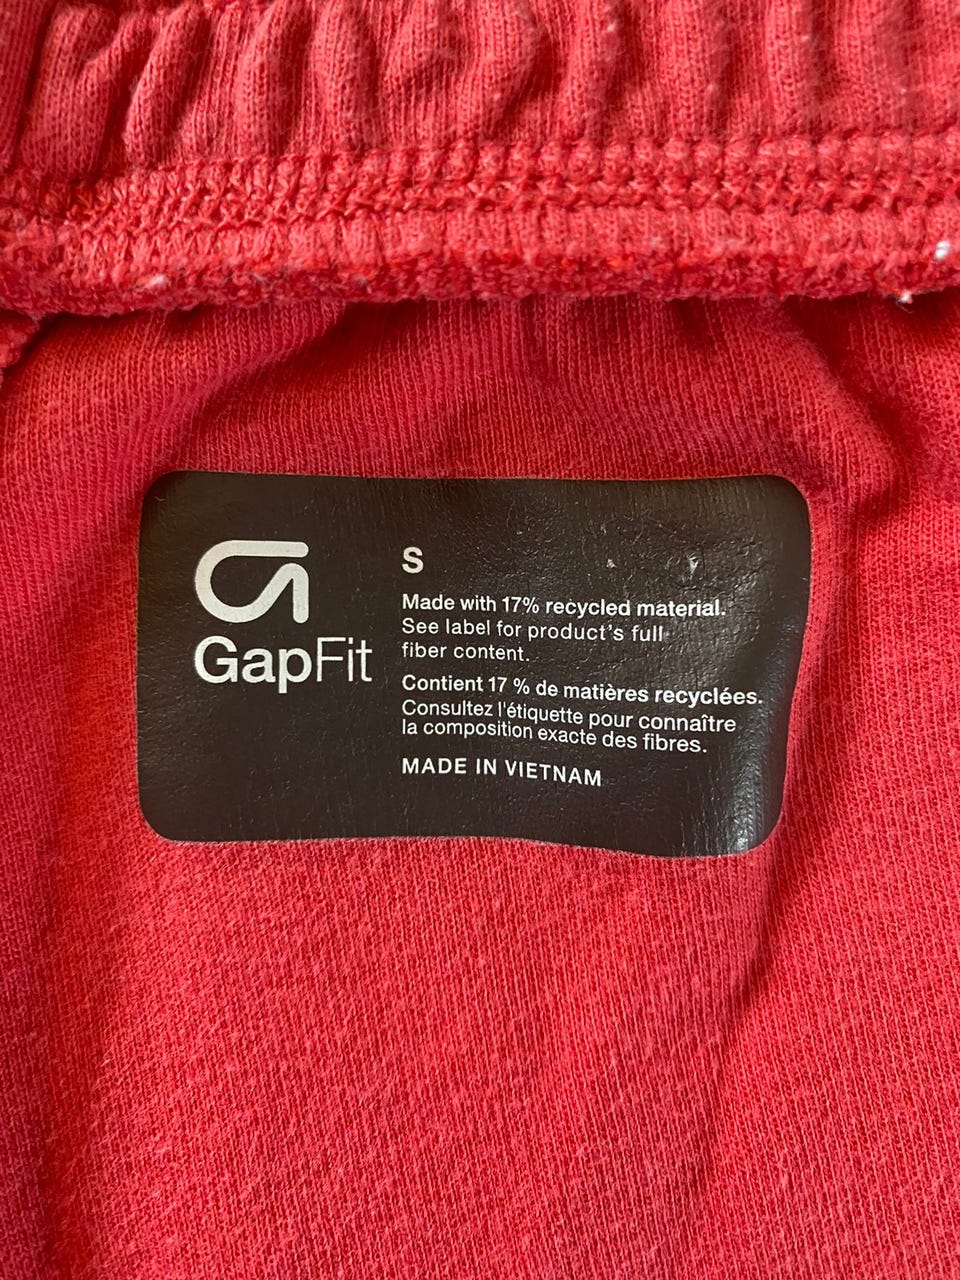 GapFit
S
Made with 17% recycled material.
See label for product's full
fiber content.
Contient 17 % de matières recyclées.
Consultez l'étiquette pour connaître
la composition exacte des fibres.
MADE IN VIETNAM